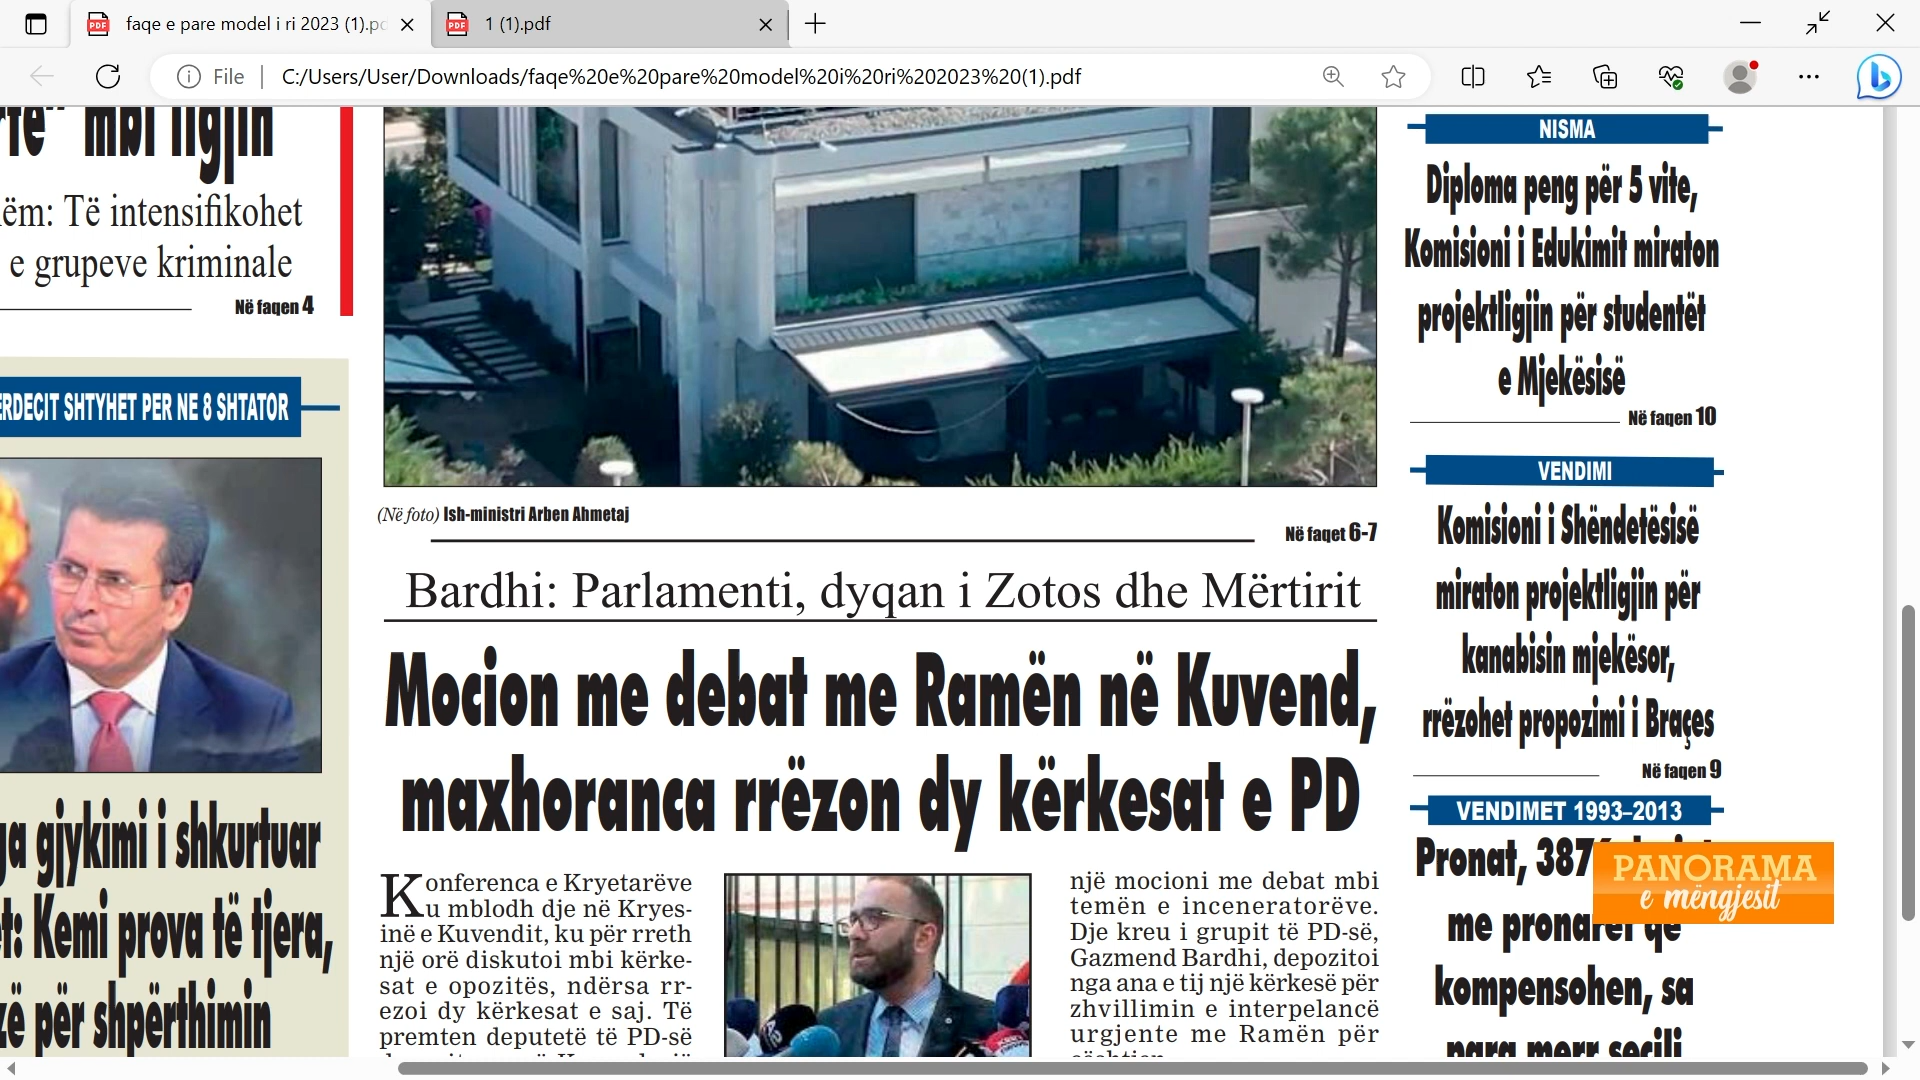 faqe e pare model i ri 2023 (1).pd
1 (1).pdf
File
C:/Users/User/Downloads/faqe%20e%20pare%20model%20i%20ri%202023%20(1).pdf
mbi ligjin
Të intensifikohet
e grupeve kriminale
Në faqen 4
SHTYHET PER NE 8 SHTATOR
gjykimi i shkurtuar
Kemi prova të tjera,
për shpërthimin
(Në foto) Ish-ministri Arben Ahmetaj
Në faqet 6-7
Bardhi: Parlamenti, dyqan i Zotos dhe Mërtirit
Mocion me debat me Ramën në Kuvend,
maxhoranca rrëzon dy kërkesat e PD
Konferenca e Kryetarëve
u mblodh dje në Kryes-
inë e Kuvendit, ku për rreth
një orë diskutoi mbi kërke-
sat e opozitës, ndërsa rr-
ezoi dy kërkesat e saj. Të
premten deputetë të PD-së
një mocioni me debat mbi
temën e inceneratorëve.
Dje kreu i grupit të PD-së,
Gazmend Bardhi, depozitoi
nga ana e tij një kërkesë për
zhvillimin e interpelancë
urgjente me Ramën për
NISMA
Diploma peng për 5 vite,
Komisioni i Edukimit miraton
projektligjin për studentët
e Mjekësisë
Në faqen 10
VENDIMI
Komisioni i Shëndetësisë
miraton projektligjin për
kanabisin mjekësor,
rrëzohet propozimi i Braçes
Në faqen 9
VENDIMET 1993-2013
Pronat,
me pronarët që
kompensohen, sa
para merr secili
PANORAMA
e mëngjesit